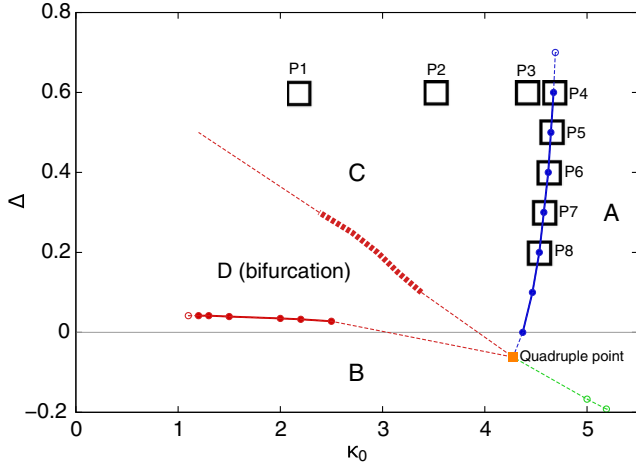 0.8
P1
P2
P3
0.6
P4
P5
C
0.4
P6
Δ
P7
A
D (bifurcation)
P8
0.2
0
Quadruple point
B
−0.2
0
1
2
3
4
5
κ0